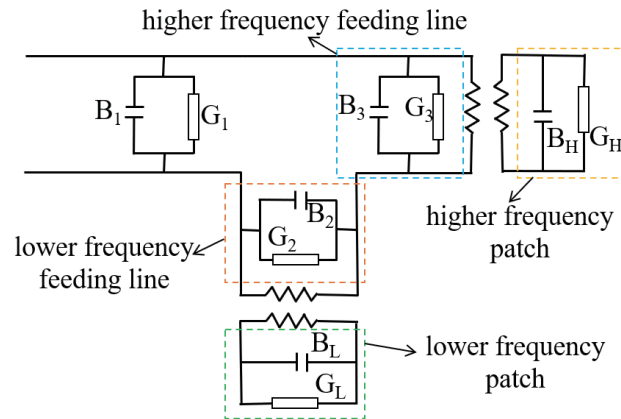 higher frequency feeding line
B1
G1
B3
G3
BH
GH
higher frequency
patch
B2
G2
lower frequency
feeding line
BL
GL
lower frequency
patch